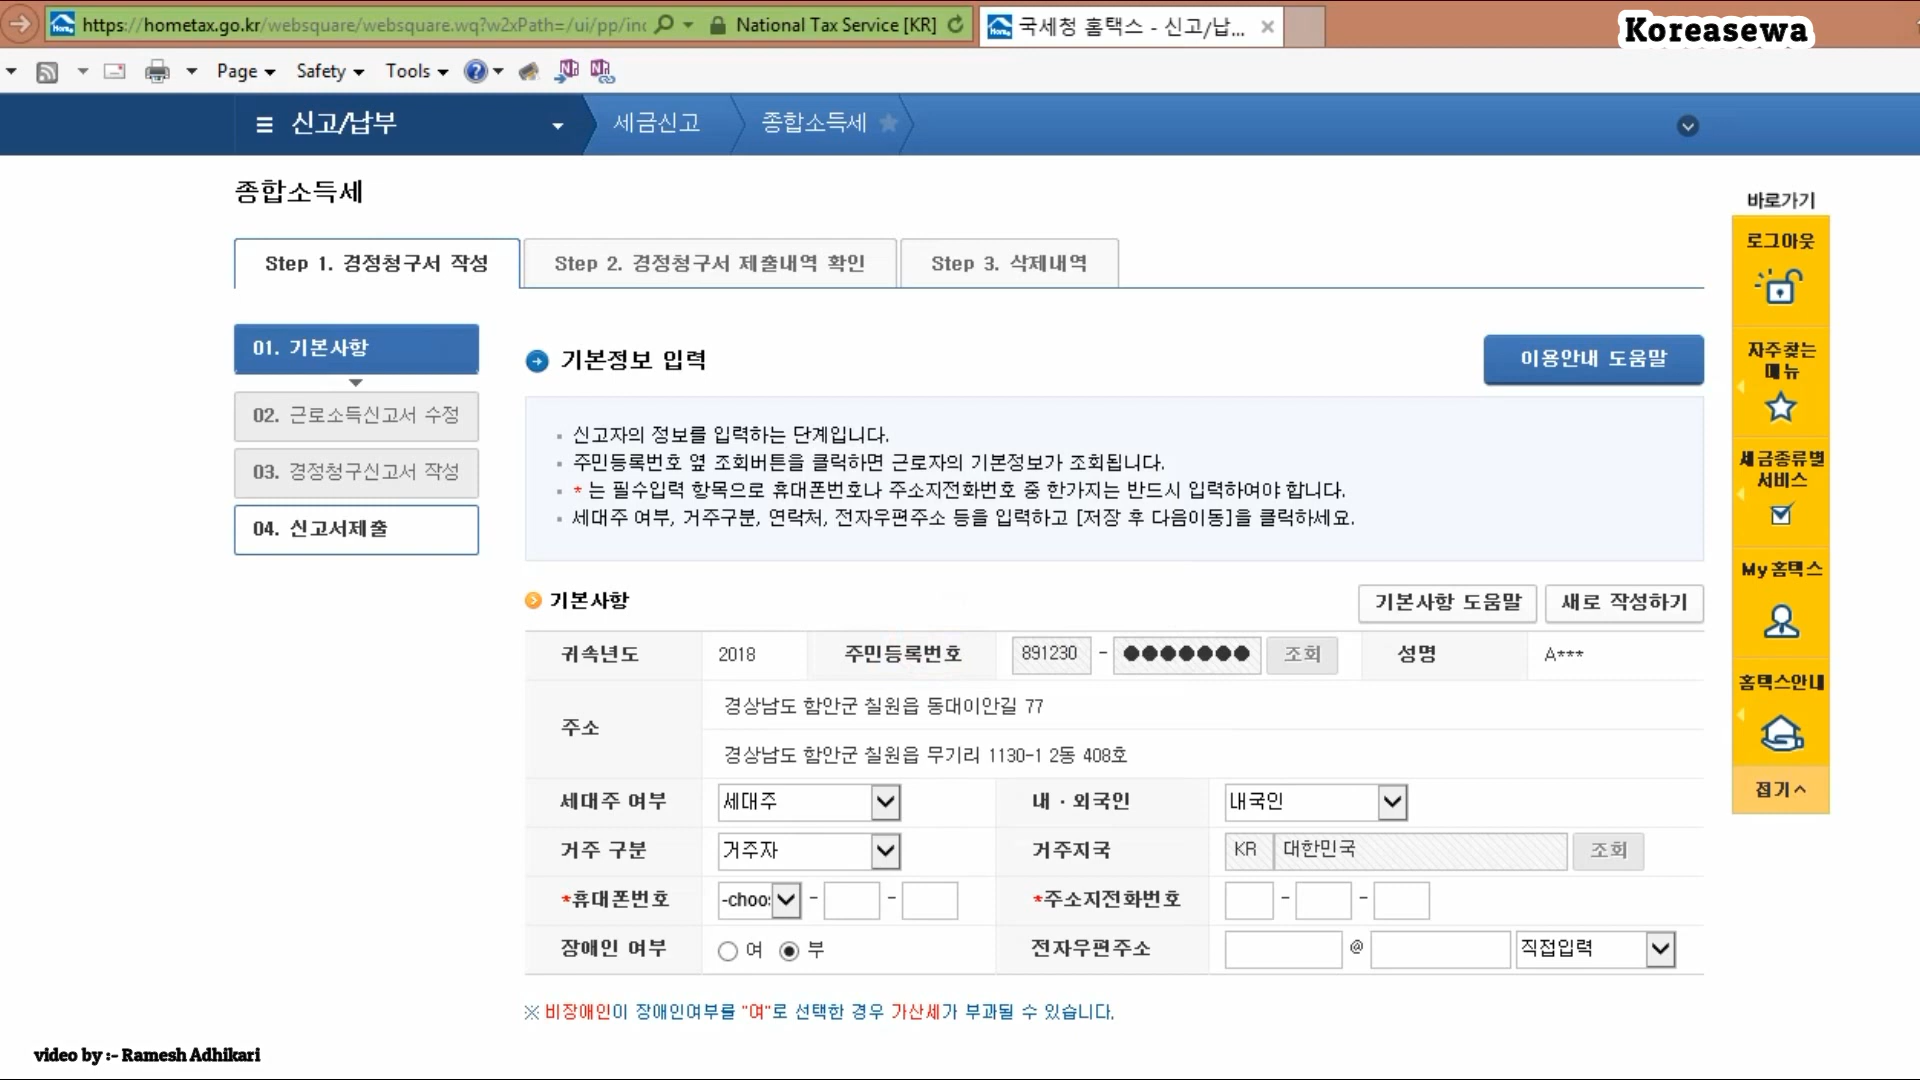 https://hometax.go.kr/websquare/websquare.wq?w2xPath=/ui/pp/inc
National Tax Service [KR]
국세청 홈택스 - 신고/납...
Koreasewa
Page Safety Tools
신고/납부 세금신고 종합소득세
종합소득세
Step 1. 경정청구서 작성
Step 2. 경정청구서 제출내역 확인
Step 3. 삭제내역
01. 기본사항
02. 근로소득신고서 수정
03. 경정청구신고서 작성
04. 신고서제출
기본정보 입력
이용안내 도움말
신고자의 정보를 입력하는 단계입니다.
주민등록번호 옆 조회버튼을 클릭하면 근로자의 기본정보가 조회됩니다.
* 는 필수입력 항목으로 휴대폰번호나 주소지전화번호 중 한가지는 반드시 입력하여야 합니다.
세대주 여부, 거주구분, 연락처, 전자우편주소 등을 입력하고 [저장 후 다음이동]을 클릭하세요.
기본사항
기본사항 도움말
새로 작성하기
귀속년도 2018 주민등록번호 891230 - ●●●●●●● 조회 성명 A***
주소
경상남도 함안군 칠원읍 동대이안길 77
경상남도 함안군 칠원읍 무기리 1130-1 2동 408호
세대주 여부 세대주 내 · 외국인 내국인
거주 구분 거주자 거주지국 KR 대한민국 조회
*휴대폰번호 -choo: - - *주소지전화번호 - -
장애인 여부 여 부 전자우편주소 @ 직접입력
※ 비장애인이 장애인여부를 "여"로 선택한 경우 가산세가 부과될 수 있습니다.
바로가기
로그아웃
자주찾는
메뉴
세금종류별
서비스
My홈택스
홈택스안내
접기^
video by :- Ramesh Adhikari